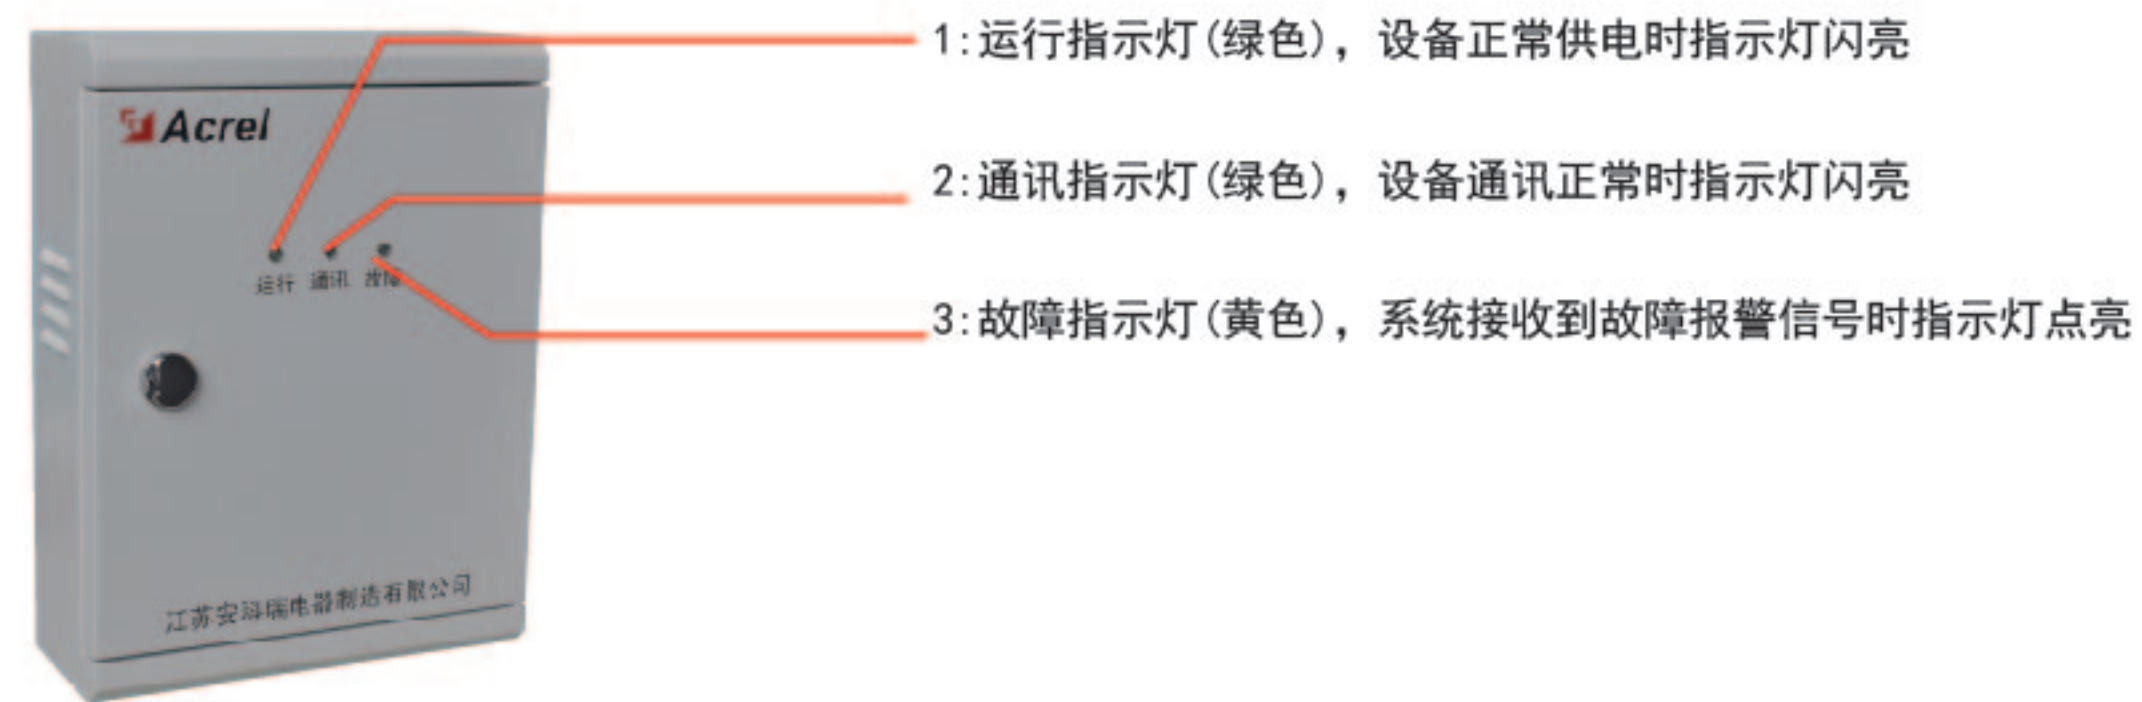 1:运行指示灯(绿色)，设备正常供电时指示灯闪亮
Acrel
2:通讯指示灯(绿色)，设备通讯正常时指示灯闪亮
运行 通讯 故障
3:故障指示灯(黄色)，系统接收到故障报警信号时指示灯点亮
江苏安科瑞电器制造有限公司